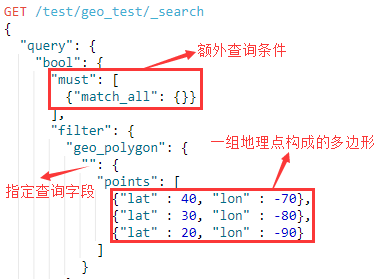 GET /test/geo_test/_search
{
"query": {
额外查询条件
"bool": {
"must": [
{"match_all": {}}
],
"filter": {
一组地理点构成的多边形
"geo_polygon": {
"": {
指定查询字段
"points": [
{"lat" : 40, "lon" : -70},
{"lat" : 30, "lon" : -80},
{"lat" : 20, "lon" : -90}
]
}